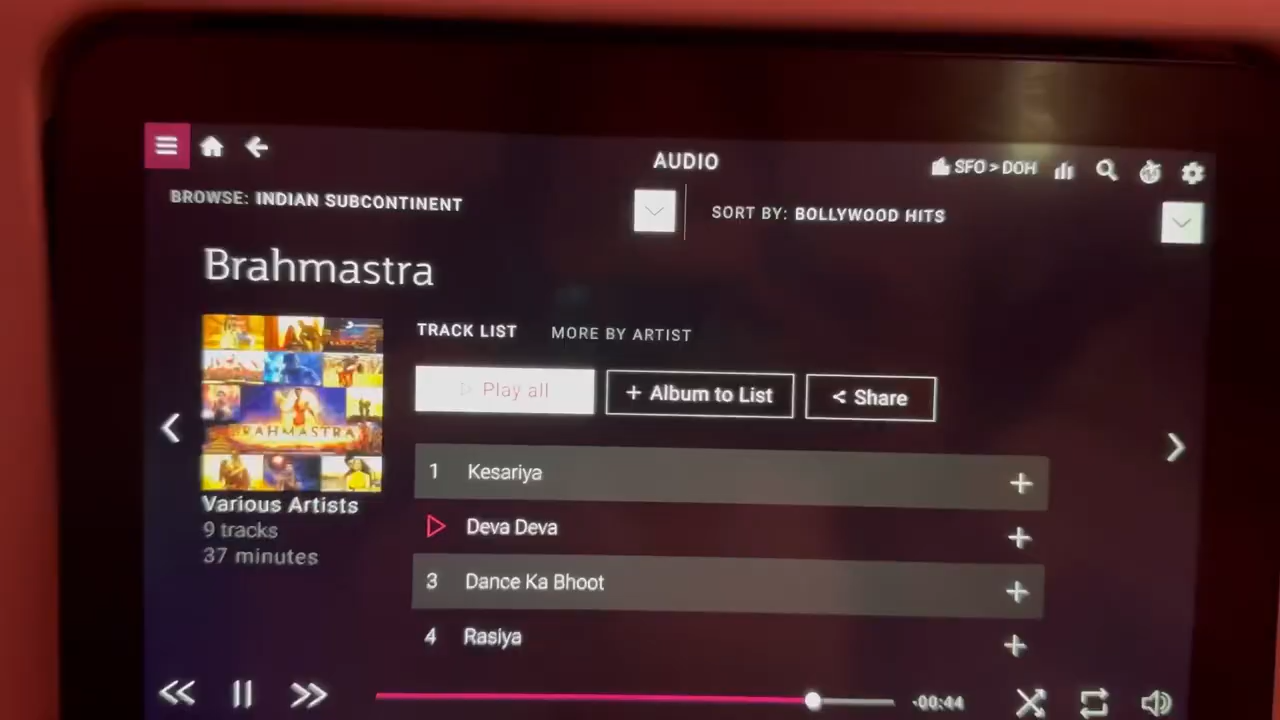 AUDIO
SFO > DOH
BROWSE: INDIAN SUBCONTINENT
SORT BY: BOLLYWOOD HITS
Brahmastra
BRAHMASTRA
Various Artists
9 tracks
37 minutes
TRACK LIST
MORE BY ARTIST
Play all
+ Album to List
Share
1 Kesariya
Deva Deva
3 Dance Ka Bhoot
4 Rasiya
-00:44